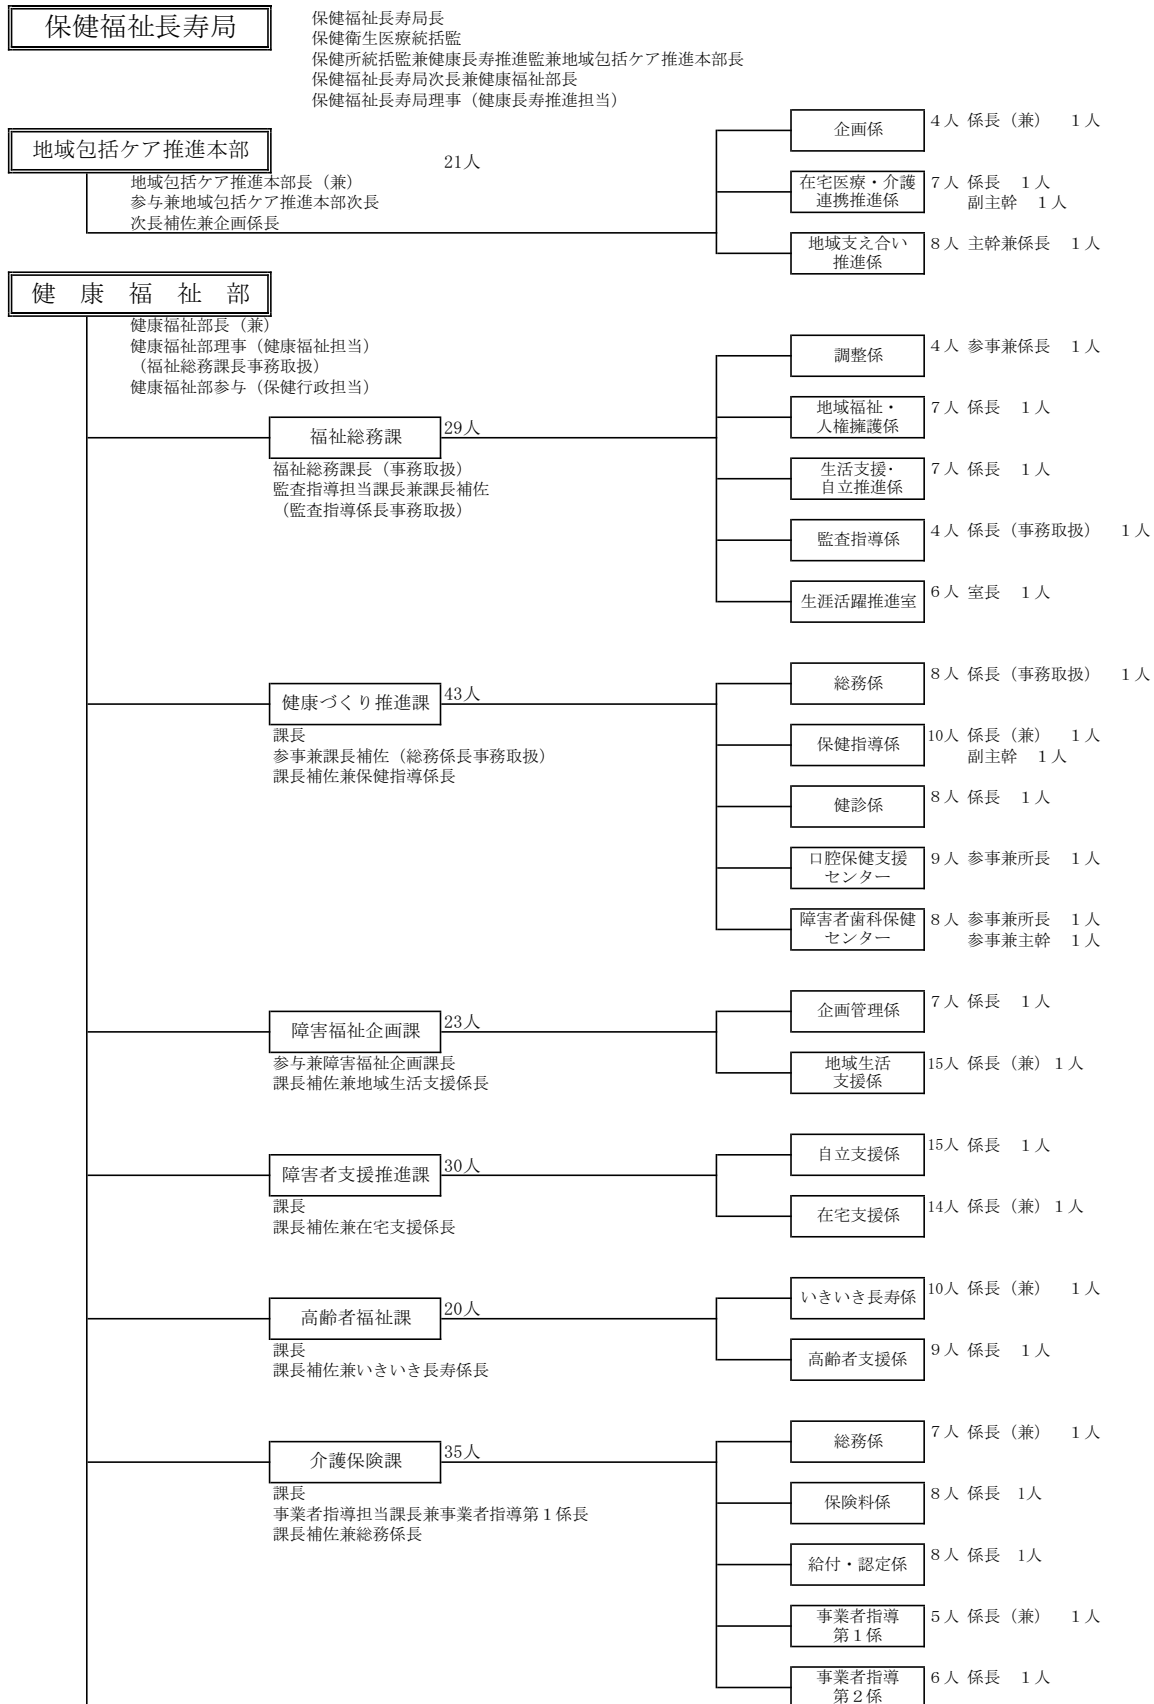 保健福祉長寿局
保健福祉長寿局長
保健衛生医療統括監
保健所統括監兼健康長寿推進監兼地域包括ケア推進本部長
保健福祉長寿局次長兼健康福祉部長
保健福祉長寿局理事（健康長寿推進担当）
地域包括ケア推進本部
21人
地域包括ケア推進本部長（兼）
参与兼地域包括ケア推進本部次長
次長補佐兼企画係長
企画係
４人 係長（兼） １人
在宅医療・介護
連携推進係
７人 係長 １人
副主幹 １人
地域支え合い
推進係
８人 主幹兼係長 １人
健 康 福 祉 部
健康福祉部長（兼）
健康福祉部理事（健康福祉担当）
（福祉総務課長事務取扱）
健康福祉部参与（保健行政担当）
福祉総務課
29人
福祉総務課長（事務取扱）
監査指導担当課長兼課長補佐
（監査指導係長事務取扱）
調整係
４人 参事兼係長 １人
地域福祉・
人権擁護係
７人 係長 １人
生活支援・
自立推進係
７人 係長 １人
監査指導係
４人 係長（事務取扱） １人
生涯活躍推進室
６人 室長 １人
健康づくり推進課
43人
課長
参事兼課長補佐（総務係長事務取扱）
課長補佐兼保健指導係長
総務係
８人 係長（事務取扱） １人
保健指導係
10人 係長（兼） １人
副主幹 １人
健診係
８人 係長 １人
口腔保健支援
センター
９人 参事兼所長 １人
障害者歯科保健
センター
８人 参事兼所長 １人
参事兼主幹 １人
障害福祉企画課
23人
参与兼障害福祉企画課長
課長補佐兼地域生活支援係長
企画管理係
７人 係長 １人
地域生活
支援係
15人 係長（兼）１人
障害者支援推進課
30人
課長
課長補佐兼在宅支援係長
自立支援係
15人 係長 １人
在宅支援係
14人 係長（兼）１人
高齢者福祉課
20人
課長
課長補佐兼いきいき長寿係長
いきいき長寿係
10人 係長（兼） １人
高齢者支援係
９人 係長 １人
介護保険課
35人
課長
事業者指導担当課長兼事業者指導第１係長
課長補佐兼総務係長
総務係
７人 係長（兼） １人
保険料係
８人 係長 1人
給付・認定係
８人 係長 1人
事業者指導
第１係
５人 係長（兼） １人
事業者指導
第２係
６人 係長 １人